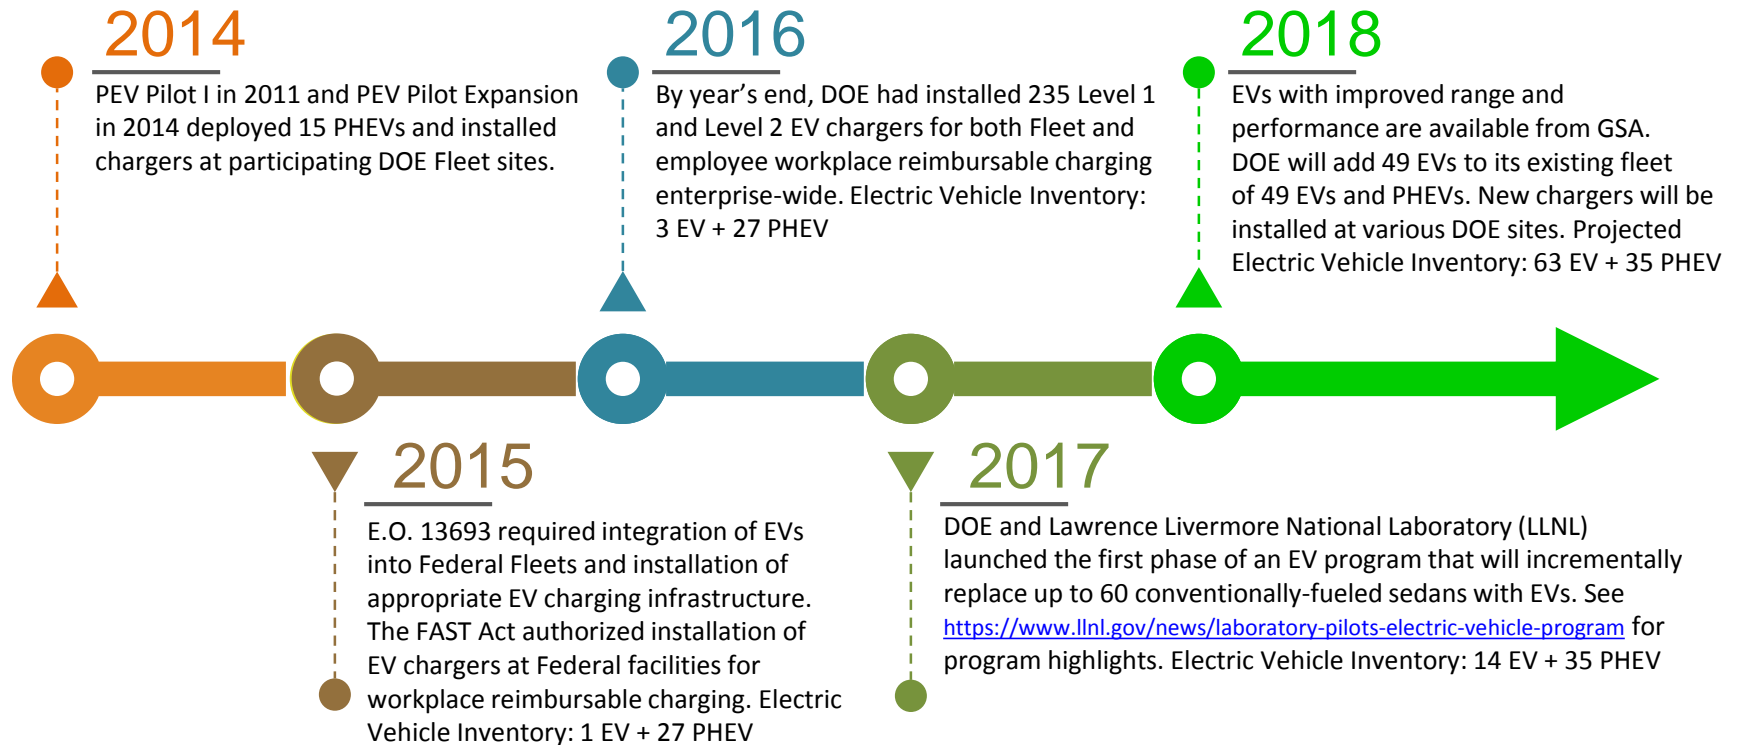 2014
PEV Pilot I in 2011 and PEV Pilot Expansion
in 2014 deployed 15 PHEVs and installed
chargers at participating DOE Fleet sites.
2016
By year's end, DOE had installed 235 Level 1
and Level 2 EV chargers for both Fleet and
employee workplace reimbursable charging
enterprise-wide. Electric Vehicle Inventory:
3 EV + 27 PHEV
2018
EVs with improved range and
performance are available from GSA.
DOE will add 49 EVs to its existing fleet
of 49 EVs and PHEVs. New chargers will be
installed at various DOE sites. Projected
Electric Vehicle Inventory: 63 EV + 35 PHEV
2015
E.O. 13693 required integration of EVs
into Federal Fleets and installation of
appropriate EV charging infrastructure.
The FAST Act authorized installation of
EV chargers at Federal facilities for
workplace reimbursable charging. Electric
Vehicle Inventory: 1 EV + 27 PHEV
2017
DOE and Lawrence Livermore National Laboratory (LLNL)
launched the first phase of an EV program that will incrementally
replace up to 60 conventionally-fueled sedans with EVs. See
https://www.llnl.gov/news/laboratory-pilots-electric-vehicle-program for
program highlights. Electric Vehicle Inventory: 14 EV + 35 PHEV